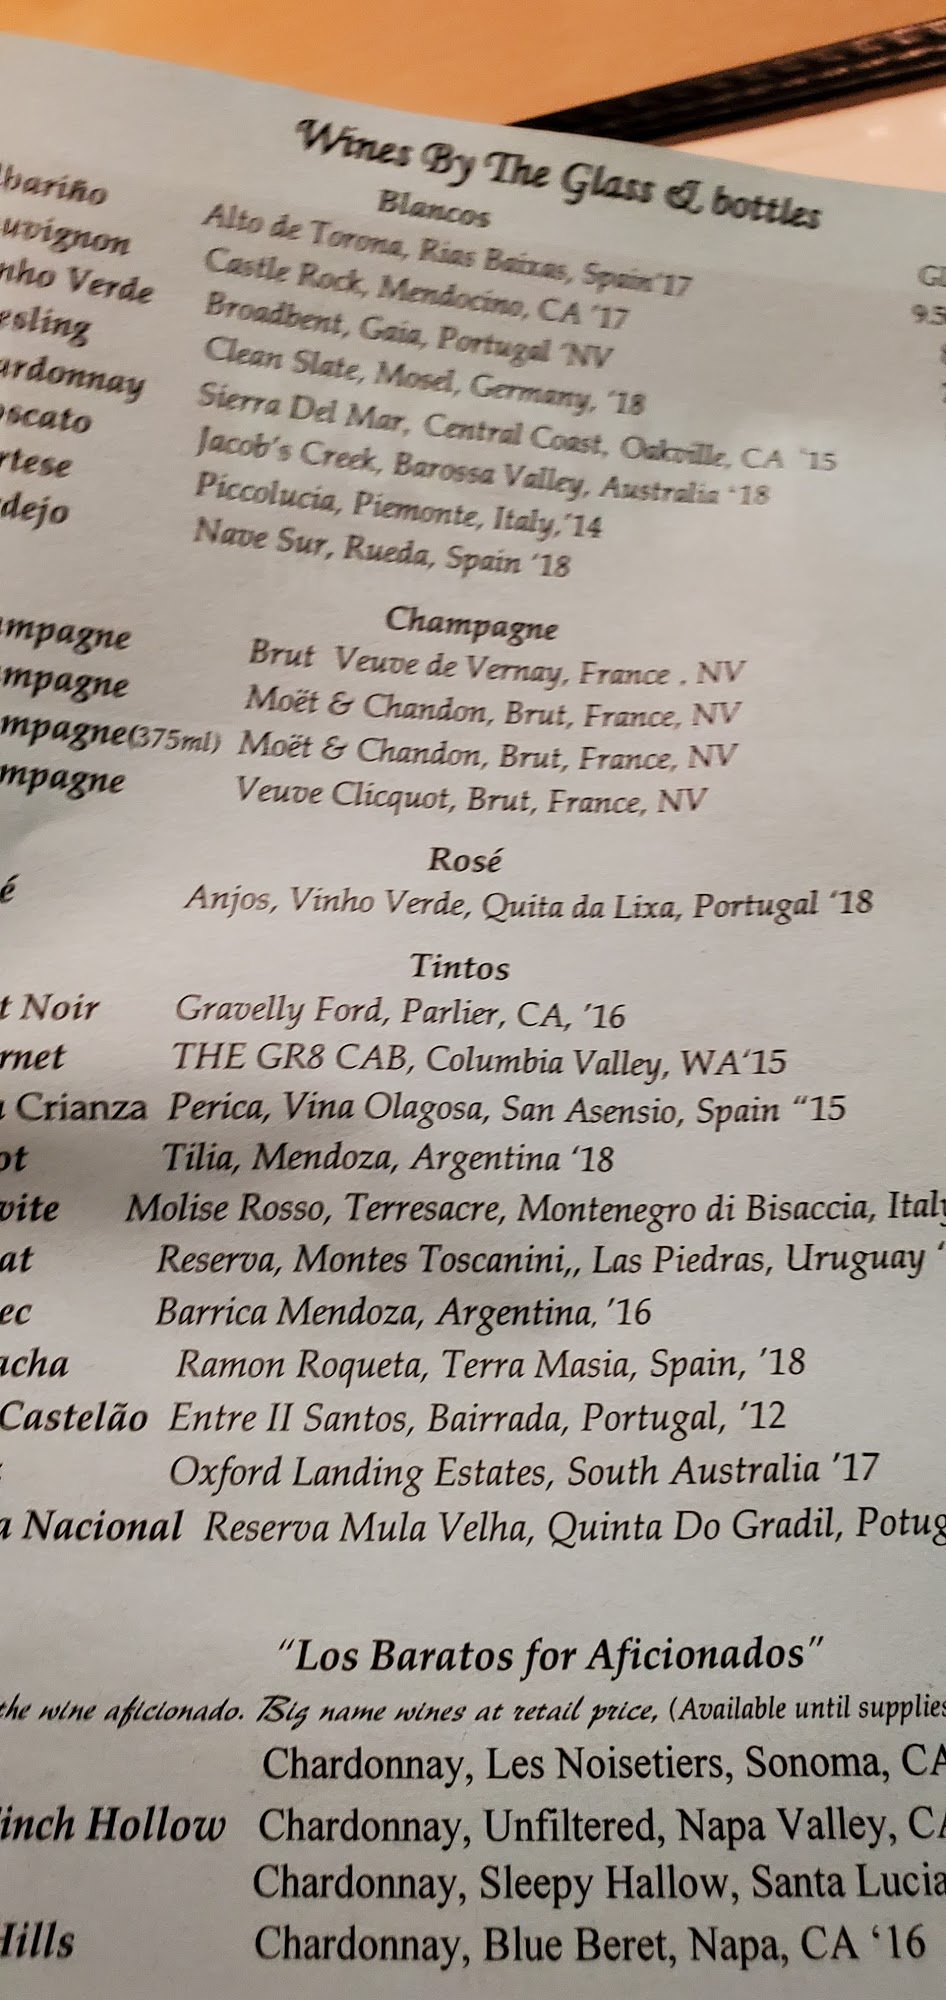 Wines By The Glass & bottles
Blancos
Gl
lbariño Alto de Torona, Rias Baixas, Spain'17 9.5
uvignon Castle Rock, Mendocino, CA '17
nho Verde Broadbent, Gaia, Portugal 'NV
esling Clean Slate, Mosel, Germany, '18
ardonnay Sierra Del Mar, Central Coast, Oakville, CA '15
oscato Jacob's Creek, Barossa Valley, Australia '18
rtese Piccolucia, Piemonte, Italy,'14
dejo Nave Sur, Rueda, Spain '18
Champagne
ampagne Brut Veuve de Vernay, France . NV
mpagne Moët & Chandon, Brut, France, NV
mpagne(375ml) Moët & Chandon, Brut, France, NV
mpagne Veuve Clicquot, Brut, France, NV
Rosé
é Anjos, Vinho Verde, Quita da Lixa, Portugal '18
Tintos
t Noir Gravelly Ford, Parlier, CA, '16
rnet THE GR8 CAB, Columbia Valley, WA'15
a Crianza Perica, Vina Olagosa, San Asensio, Spain "15
ot Tilia, Mendoza, Argentina '18
vite Molise Rosso, Terresacre, Montenegro di Bisaccia, Italy
at Reserva, Montes Toscanini,, Las Piedras, Uruguay '
ec Barrica Mendoza, Argentina, '16
acha Ramon Roqueta, Terra Masia, Spain, '18
Castelão Entre II Santos, Bairrada, Portugal, '12
Oxford Landing Estates, South Australia '17
a Nacional Reserva Mula Velha, Quinta Do Gradil, Potug
"Los Baratos for Aficionados"
the wine aficionado. Big name wines at retail price, (Available until supplies
Chardonnay, Les Noisetiers, Sonoma, CA
inch Hollow Chardonnay, Unfiltered, Napa Valley, CA
Chardonnay, Sleepy Hallow, Santa Lucia
Hills Chardonnay, Blue Beret, Napa, CA '16